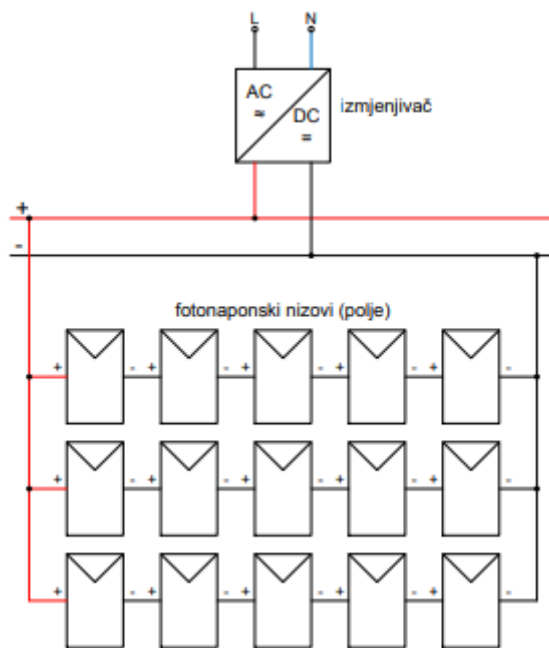 L N
AC
≈
DC
=
izmjenjivač
+
-
fotonaponski nizovi (polje)
+ - + - + - + - + -
+ - + - + - + - + -
+ - + - + - + - + -